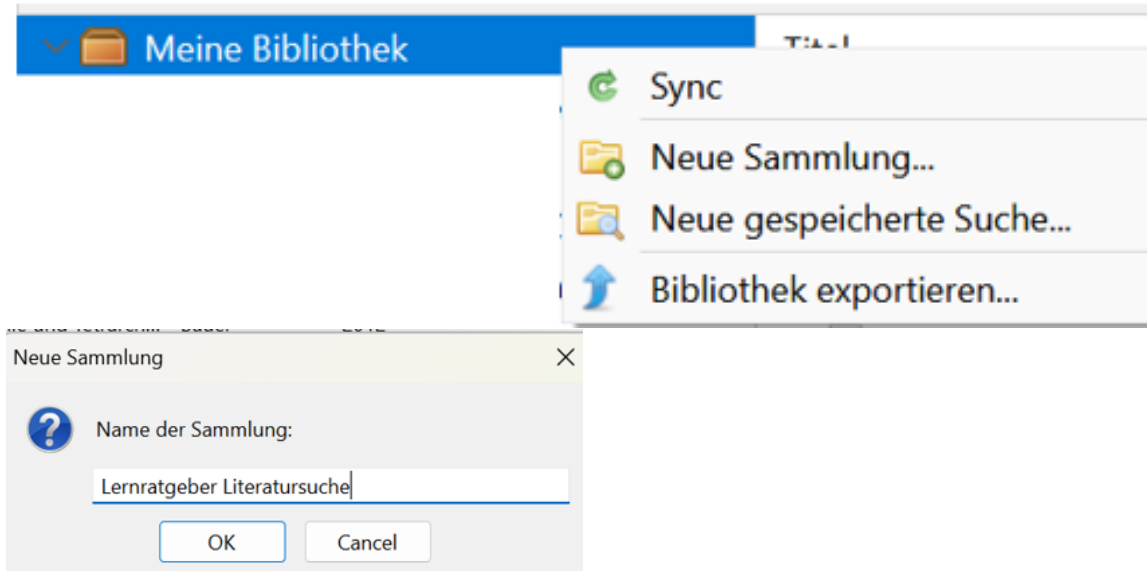 Meine Bibliothek
Sync
Neue Sammlung...
Neue gespeicherte Suche...
Bibliothek exportieren...
Neue Sammlung
Name der Sammlung:
Lernratgeber Literatursuche
OK Cancel